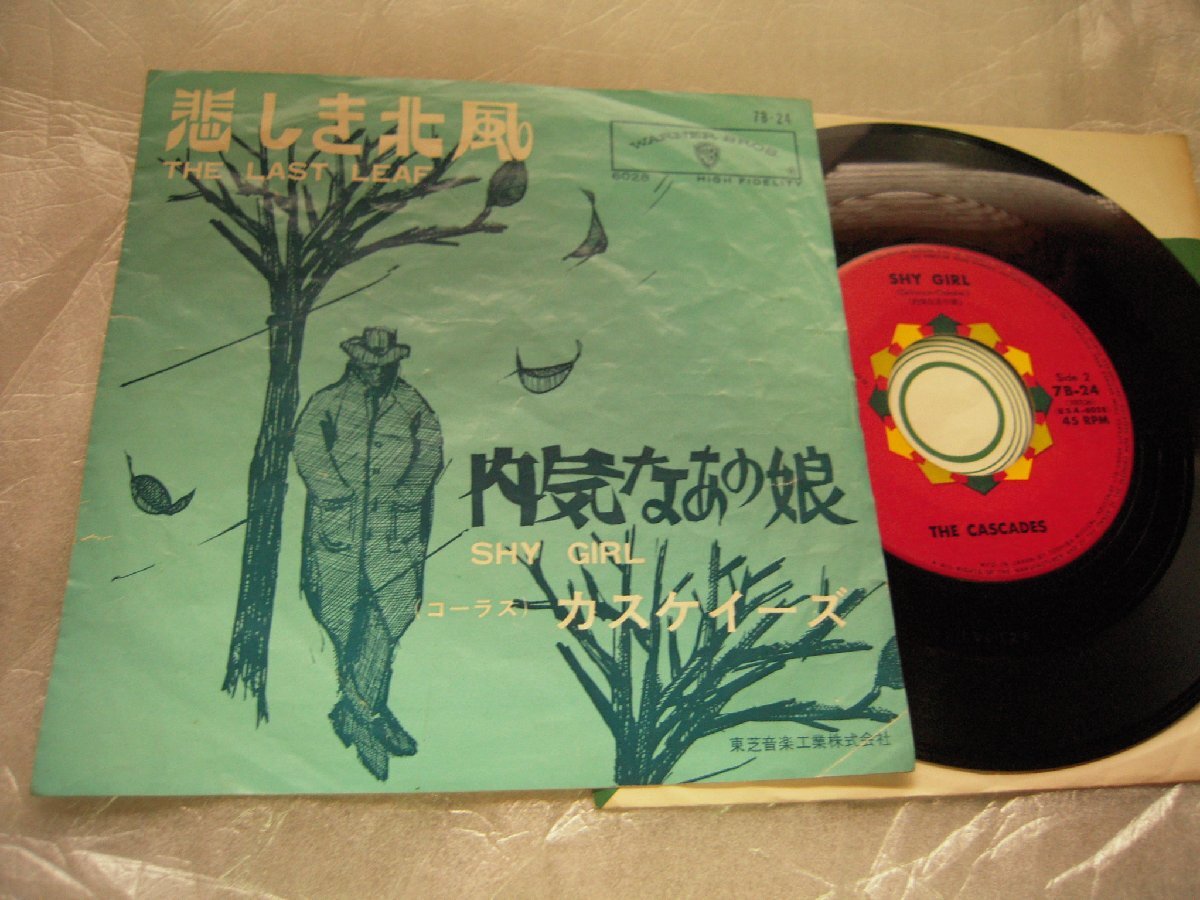 悲しき北風
THE LAST LEAF
7B-24
WARNER BROS
WB
6028 HIGH FIDELITY
内気なあの娘
SHY GIRL
(コーラス) カスケイーズ
東芝音楽工業株式会社
SHY GIRL
Side 2
7B-24
45 RPM
THE CASCADES